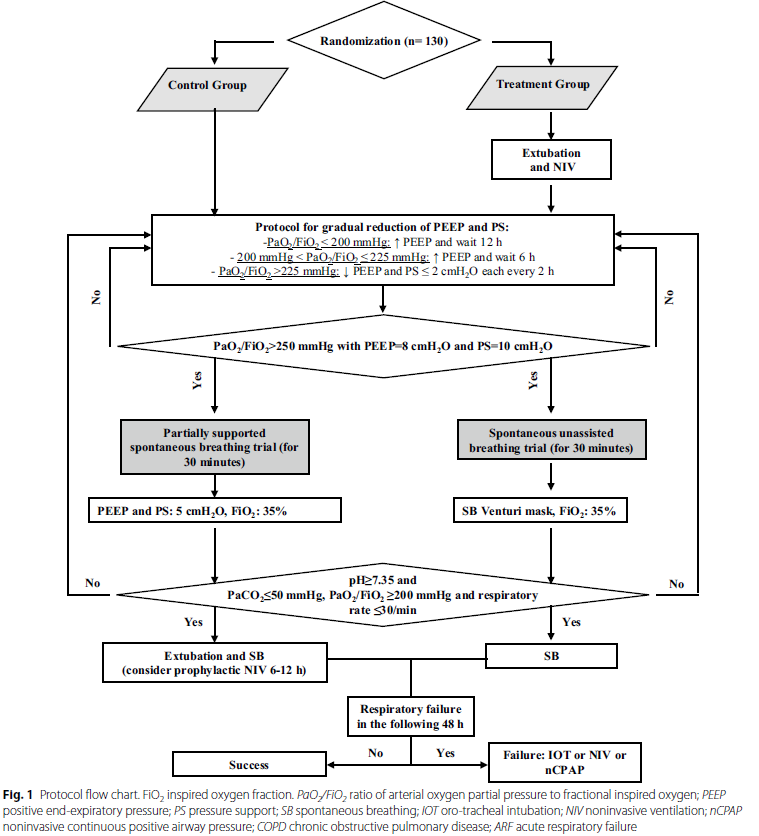 Randomization (n= 130)
Control Group
Treatment Group
Extubation
and NIV
Protocol for gradual reduction of PEEP and PS:
-PaO₂/FiO₂ < 200 mmHg: ↑ PEEP and wait 12 h
- 200 mmHg < PaO₂/FiO₂ ≤ 225 mmHg: ↑ PEEP and wait 6 h
- PaO₂/FiO₂ >225 mmHg: ↓ PEEP and PS ≤ 2 cmH₂O each every 2 h
No
No
PaO₂/FiO₂>250 mmHg with PEEP=8 cmH₂O and PS=10 cmH₂O
Yes
Yes
Partially supported
spontaneous breathing trial (for
30 minutes)
Spontaneous unassisted
breathing trial (for 30 minutes)
PEEP and PS: 5 cmH₂O, FiO₂: 35%
SB Venturi mask, FiO₂: 35%
pH≥7.35 and
PaCO₂≤50 mmHg, PaO₂/FiO₂ ≥200 mmHg and respiratory
rate ≤30/min
No
No
Yes
Yes
Extubation and SB
(consider prophylactic NIV 6-12 h)
SB
Respiratory failure
in the following 48 h
No
Yes
Success
Failure: IOT or NIV or
nCPAP
Fig. 1 Protocol flow chart. FiO₂ inspired oxygen fraction. PaO₂/FiO₂ ratio of arterial oxygen partial pressure to fractional inspired oxygen; PEEP
positive end-expiratory pressure; PS pressure support; SB spontaneous breathing; IOT oro-tracheal intubation; NIV noninvasive ventilation; nCPAP
noninvasive continuous positive airway pressure; COPD chronic obstructive pulmonary disease; ARF acute respiratory failure